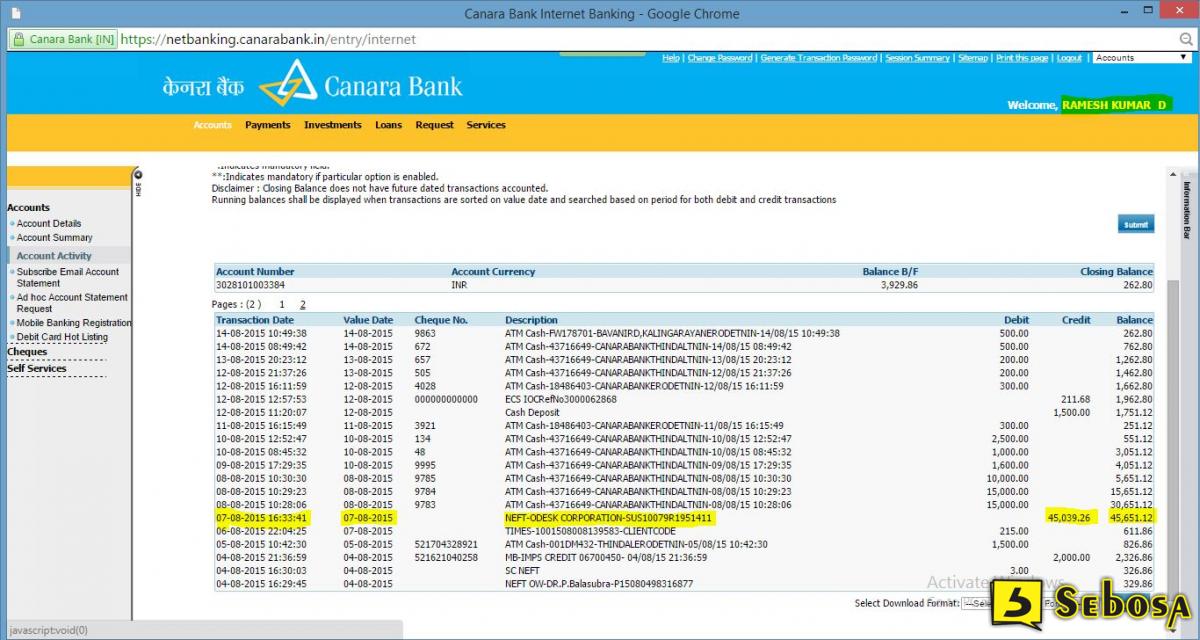 Canara Bank Internet Banking - Google Chrome
Canara Bank [IN] https://netbanking.canarabank.in/entry/internet
Help | Change Password | Generate Transaction Password | Session Summary | Sitemap | Print this page | Logout | Accounts
केनरा बैंक Canara Bank
Welcome, RAMESH KUMAR D
Accounts Payments Investments Loans Request Services
HIDE
Information Bar
Accounts
Account Details
Account Summary
Account Activity
Subscribe Email Account
Statement
Ad hoc Account Statement
Request
Mobile Banking Registration
Debit Card Hot Listing
Cheques
Self Services
*:Indicates mandatory field.
**:Indicates mandatory if particular option is enabled.
Disclaimer : Closing Balance does not have future dated transactions accounted.
Running balances shall be displayed when transactions are sorted on value date and searched based on period for both debit and credit transactions
Submit
Account Number Account Currency Balance B/F Closing Balance
3028101003384 INR 3,929.86 262.80
Pages : (2 ) 1 2
Transaction Date Value Date Cheque No. Description Debit Credit Balance
14-08-2015 10:49:38 14-08-2015 9863 ATM Cash-FW178701-BAVANIRD,KALINGARAYANERODETNIN-14/08/15 10:49:38 500.00 262.80
14-08-2015 08:49:42 14-08-2015 672 ATM Cash-43716649-CANARABANKTHINDALTNIN-14/08/15 08:49:42 500.00 762.80
13-08-2015 20:23:12 13-08-2015 657 ATM Cash-43716649-CANARABANKTHINDALTNIN-13/08/15 20:23:12 200.00 1,262.80
12-08-2015 21:37:26 13-08-2015 505 ATM Cash-43716649-CANARABANKTHINDALTNIN-12/08/15 21:37:26 200.00 1,462.80
12-08-2015 16:11:59 12-08-2015 4028 ATM Cash-18486403-CANARABANKERODETNIN-12/08/15 16:11:59 300.00 1,662.80
12-08-2015 12:57:53 12-08-2015 000000000000 ECS IOCRefNo3000062868 211.68 1,962.80
12-08-2015 11:20:07 12-08-2015 Cash Deposit 1,500.00 1,751.12
11-08-2015 16:15:49 11-08-2015 3921 ATM Cash-18486403-CANARABANKERODETNIN-11/08/15 16:15:49 300.00 251.12
10-08-2015 12:52:47 10-08-2015 134 ATM Cash-43716649-CANARABANKTHINDALTNIN-10/08/15 12:52:47 2,500.00 551.12
10-08-2015 08:45:32 10-08-2015 48 ATM Cash-43716649-CANARABANKTHINDALTNIN-10/08/15 08:45:32 1,000.00 3,051.12
09-08-2015 17:29:35 10-08-2015 9995 ATM Cash-43716649-CANARABANKTHINDALTNIN-09/08/15 17:29:35 1,600.00 4,051.12
08-08-2015 10:30:30 08-08-2015 9785 ATM Cash-43716649-CANARABANKTHINDALTNIN-08/08/15 10:30:30 10,000.00 5,651.12
08-08-2015 10:29:23 08-08-2015 9784 ATM Cash-43716649-CANARABANKTHINDALTNIN-08/08/15 10:29:23 15,000.00 15,651.12
08-08-2015 10:28:06 08-08-2015 9783 ATM Cash-43716649-CANARABANKTHINDALTNIN-08/08/15 10:28:06 15,000.00 30,651.12
07-08-2015 16:33:41 07-08-2015 NEFT-ODESK CORPORATION-SUS10079R1951411 45,039.26 45,651.12
06-08-2015 22:04:25 07-08-2015 TIMES-1001508008139583-CLIENTCODE 215.00 611.86
05-08-2015 10:42:30 05-08-2015 521704328921 ATM Cash-001DM432-THINDALERODETNIN-05/08/15 10:42:30 1,500.00 826.86
04-08-2015 21:36:59 04-08-2015 521621040258 MB-IMPS CREDIT 06700450- 04/08/15 21:36:59 2,000.00 2,326.86
04-08-2015 16:30:03 04-08-2015 SC NEFT 3.00 326.86
04-08-2015 16:29:45 04-08-2015 NEFT OW-DR.P.Balasubra-P15080498316877 329.86
Activate Windows
Select Download Format:
SEBOSA
javascript:void(0)